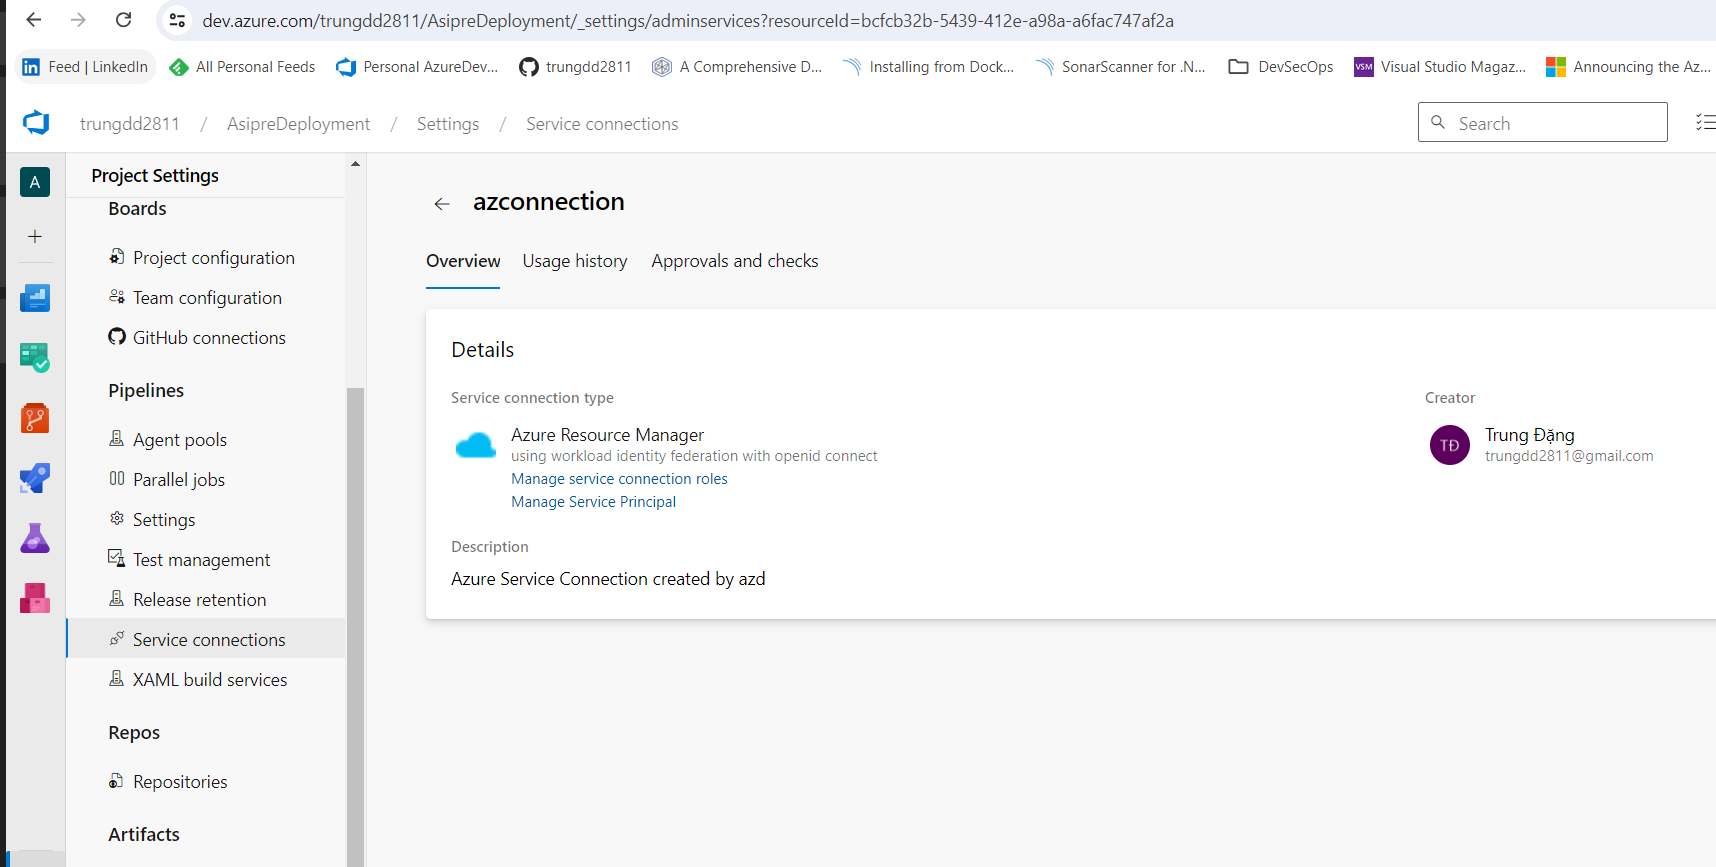 dev.azure.com/trungdd2811/AsipreDeployment/_settings/adminservices?resourceId=bcfcb32b-5439-412e-a98a-a6fac747af2a
Feed | LinkedIn All Personal Feeds Personal AzureDev... trungdd2811 A Comprehensive D... Installing from Dock... SonarScanner for .N... DevSecOps VSM Visual Studio Magaz... Announcing the Az...
trungdd2811 / AsipreDeployment / Settings / Service connections
Search
A
Project Settings
Boards
Project configuration
Team configuration
GitHub connections
Pipelines
Agent pools
Parallel jobs
Settings
Test management
Release retention
Service connections
XAML build services
Repos
Repositories
Artifacts
azconnection
Overview Usage history Approvals and checks
Details
Service connection type
Azure Resource Manager
using workload identity federation with openid connect
Manage service connection roles
Manage Service Principal
Creator
TĐ
Trung Đặng
trungdd2811@gmail.com
Description
Azure Service Connection created by azd